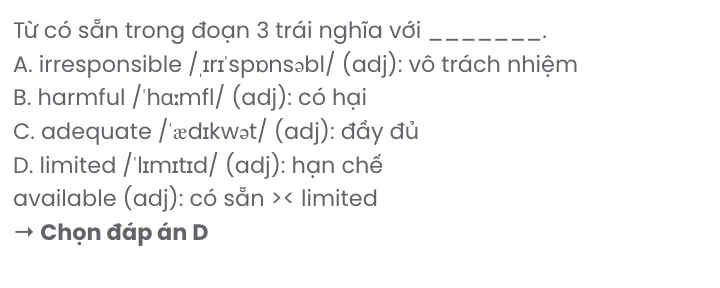 Từ có sẵn trong đoạn 3 trái nghĩa với _______.
A. irresponsible /ˌɪrɪˈspɒnsəbl/ (adj): vô trách nhiệm
B. harmful /ˈhɑːmfl/ (adj): có hại
C. adequate /ˈædɪkwət/ (adj): đầy đủ
D. limited /ˈlɪmɪtɪd/ (adj): hạn chế
available (adj): có sẵn >< limited
→ Chọn đáp án D